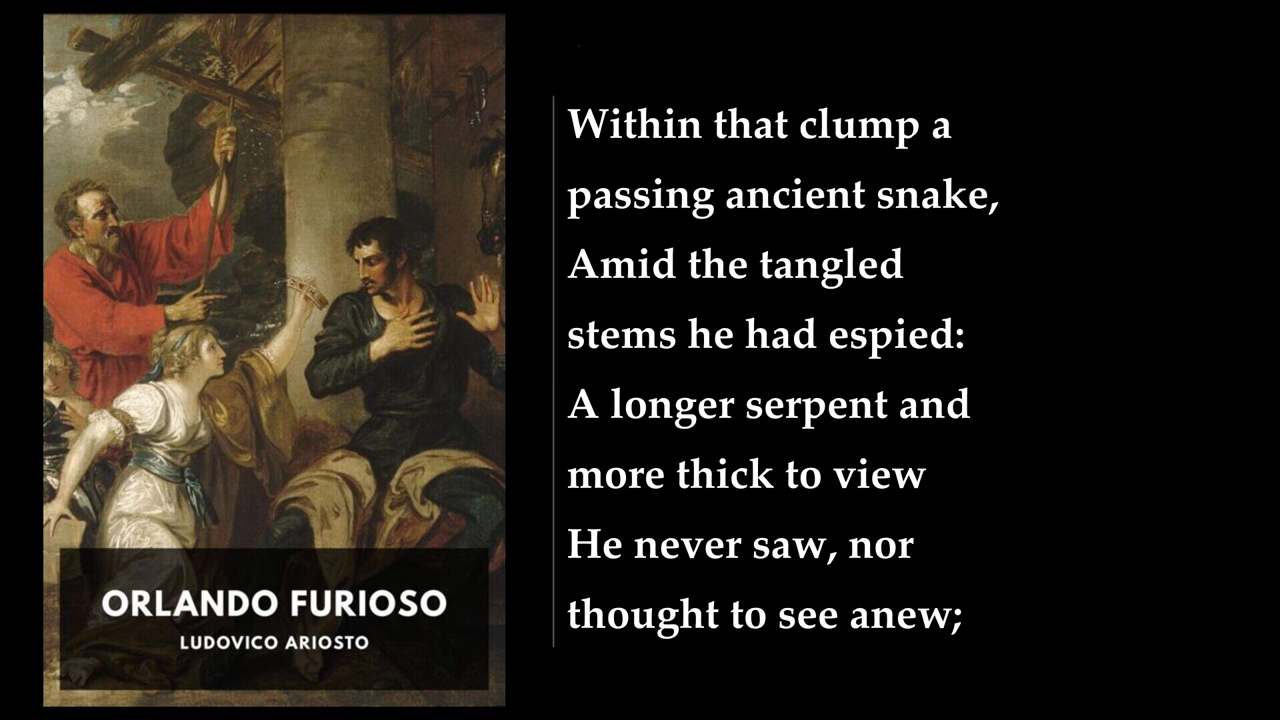 ORLANDO FURIOSO
LUDOVICO ARIOSTO
Within that clump a
passing ancient snake,
Amid the tangled
stems he had espied:
A longer serpent and
more thick to view
He never saw, nor
thought to see anew;